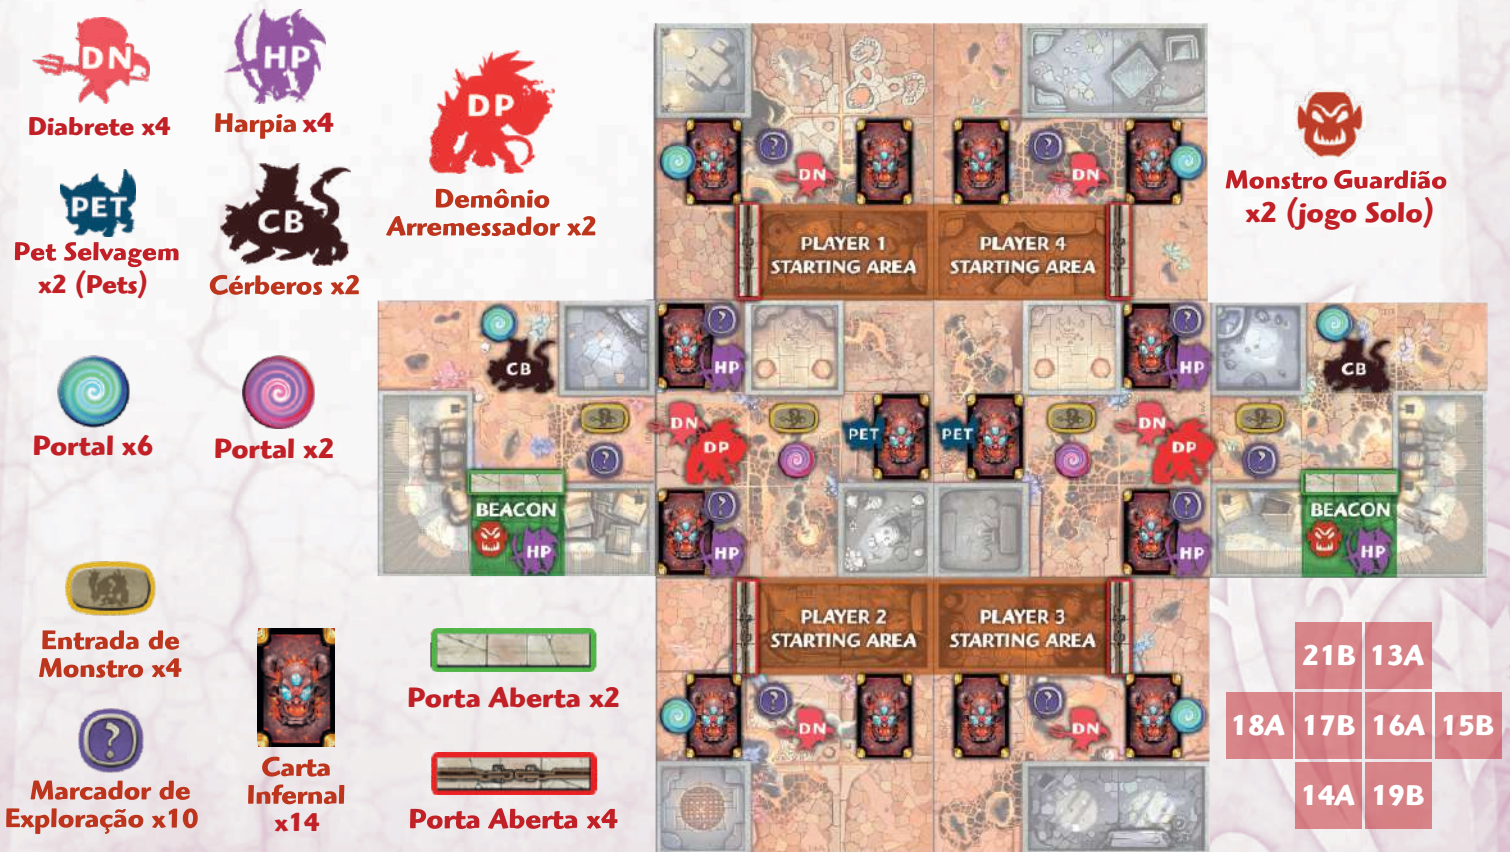 DN
Diabrete x4
HP
Harpia x4
DP
Demônio
Arremessador x2
PET
Pet Selvagem
x2 (Pets)
CB
Cérberos x2
Portal x6
Portal x2
Entrada de
Monstro x4
?
Marcador de
Exploração x10
Carta
Infernal
x14
Porta Aberta x2
Porta Aberta x4
Monstro Guardião
x2 (jogo Solo)
? ?
DN DN
PLAYER 1
STARTING AREA
PLAYER 4
STARTING AREA
? ?
CB HP HP CB
DN DN
DP PET PET DP
? ?
? ?
BEACON
HP HP
BEACON
HP HP
PLAYER 2
STARTING AREA
PLAYER 3
STARTING AREA
? ?
DN DN
21B 13A
18A 17B 16A 15B
14A 19B